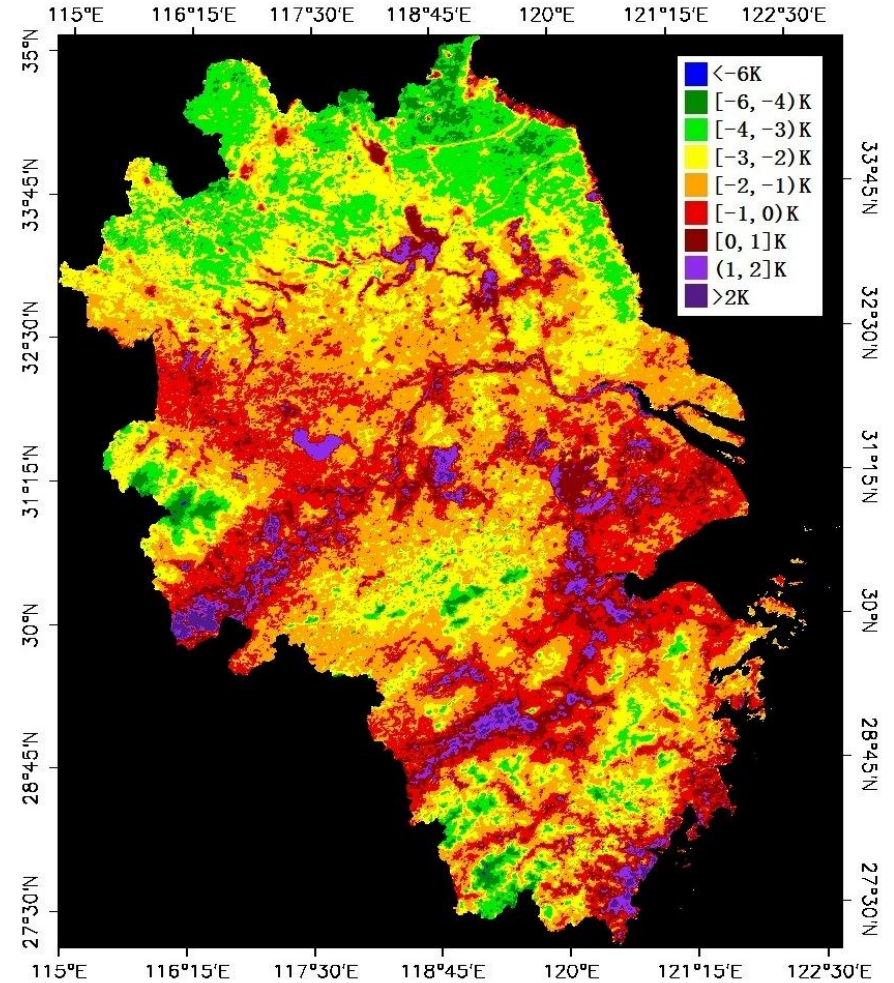 115°E 116°15′E 117°30′E 118°45′E 120°E 121°15′E 122°30′E
<-6K
[-6,-4)K
[-4,-3)K
[-3,-2)K
[-2,-1)K
[-1,0)K
[0,1]K
(1,2]K
>2K
35°N
33°45′N
32°30′N
31°15′N
30°N
28°45′N
27°30′N
33°45′N
32°30′N
31°15′N
30°N
28°45′N
27°30′N
115°E 116°15′E 117°30′E 118°45′E 120°E 121°15′E 122°30′E